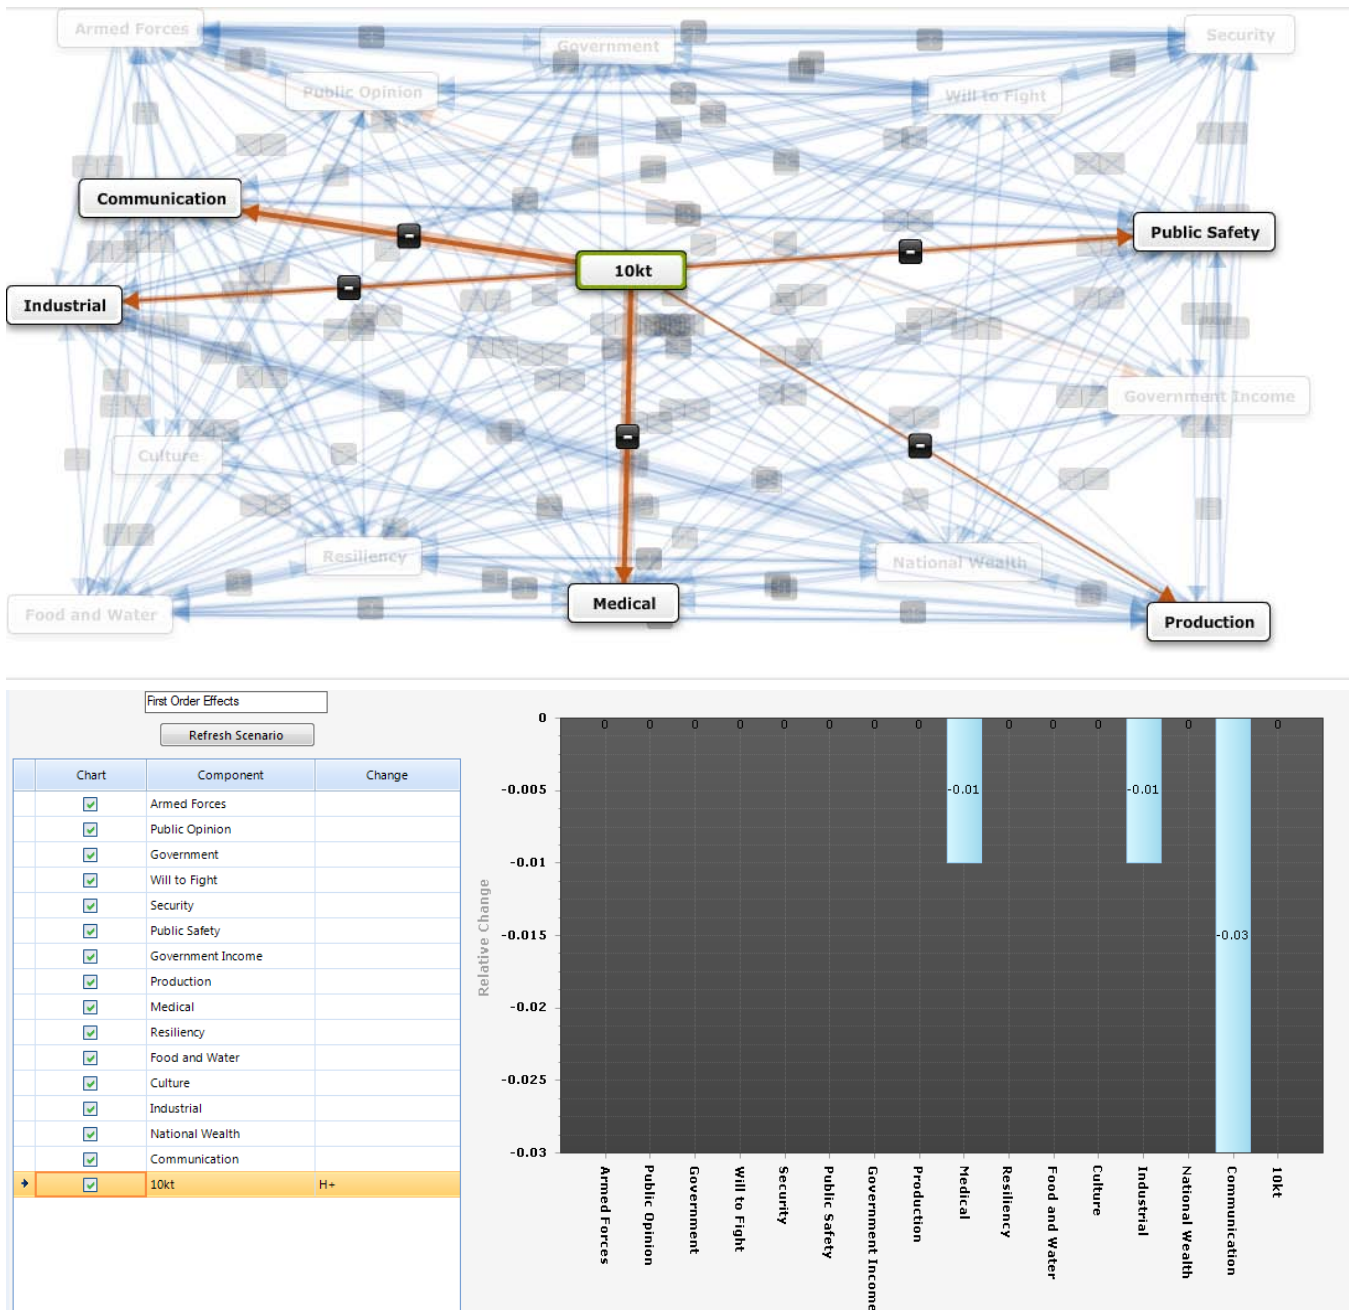 Armed Forces
Government
Security
Public Opinion
Will to Fight
Communication
-
Public Safety
-
10kt
Industrial
-
Government Income
-
-
Culture
Resiliency
National Wealth
Food and Water
Medical
Production
First Order Effects
Refresh Scenario
Chart Component Change
Armed Forces
Public Opinion
Government
Will to Fight
Security
Public Safety
Government Income
Production
Medical
Resiliency
Food and Water
Culture
Industrial
National Wealth
Communication
10kt H+
Relative Change
0
-0.005
-0.01
-0.015
-0.02
-0.025
-0.03
0 0 0 0 0 0 0 0 -0.01 0 0 0 -0.01 0 -0.03 0
Armed Forces
Public Opinion
Government
Will to Fight
Security
Public Safety
Government Income
Production
Medical
Resiliency
Food and Water
Culture
Industrial
National Wealth
Communication
10kt